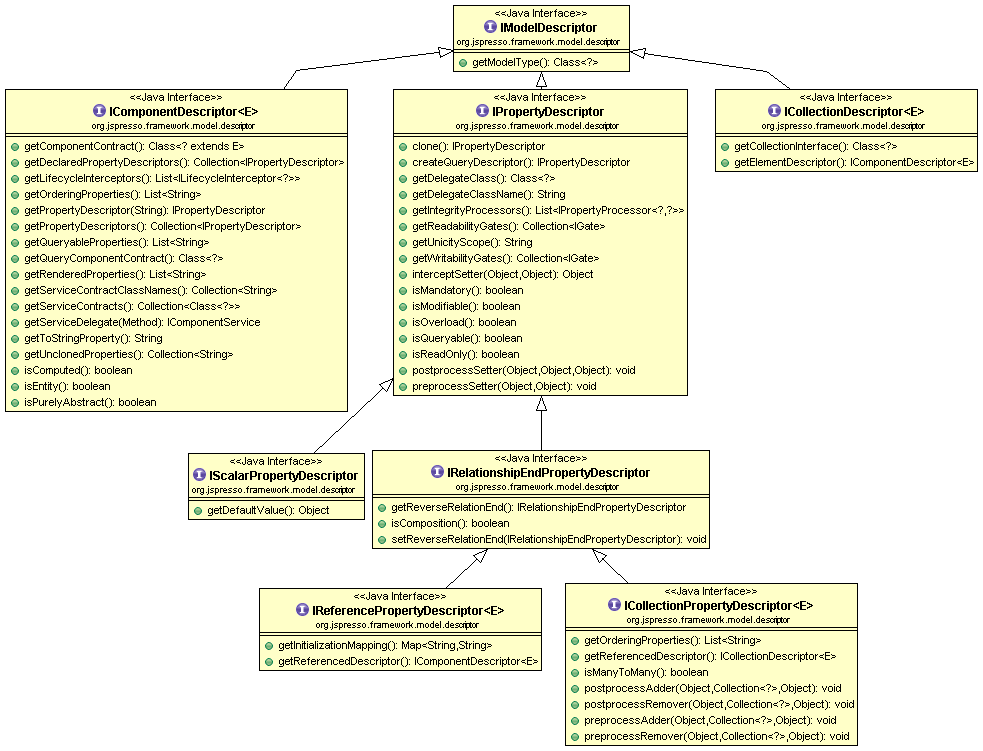 <<Java Interface>>
IModelDescriptor
org.jspresso.framework.model.descriptor
getModelType(): Class<?>
<<Java Interface>>
IComponentDescriptor<E>
org.jspresso.framework.model.descriptor
getComponentContract(): Class<? extends E>
getDeclaredPropertyDescriptors(): Collection<IPropertyDescriptor>
getLifecycleInterceptors(): List<ILifecycleInterceptor<?>>
getOrderingProperties(): List<String>
getPropertyDescriptor(String): IPropertyDescriptor
getPropertyDescriptors(): Collection<IPropertyDescriptor>
getQueryableProperties(): List<String>
getQueryComponentContract(): Class<?>
getRenderedProperties(): List<String>
getServiceContractClassNames(): Collection<String>
getServiceContracts(): Collection<Class<?>>
getServiceDelegate(Method): IComponentService
getToStringProperty(): String
getUnclonedProperties(): Collection<String>
isComputed(): boolean
isEntity(): boolean
isPurelyAbstract(): boolean
<<Java Interface>>
IPropertyDescriptor
org.jspresso.framework.model.descriptor
clone(): IPropertyDescriptor
createQueryDescriptor(): IPropertyDescriptor
getDelegateClass(): Class<?>
getDelegateClassName(): String
getIntegrityProcessors(): List<IPropertyProcessor<?,?>>
getReadabilityGates(): Collection<IGate>
getUnicityScope(): String
getWritabilityGates(): Collection<IGate>
interceptSetter(Object,Object): Object
isMandatory(): boolean
isModifiable(): boolean
isOverload(): boolean
isQueryable(): boolean
isReadOnly(): boolean
postprocessSetter(Object,Object,Object): void
preprocessSetter(Object,Object): void
<<Java Interface>>
ICollectionDescriptor<E>
org.jspresso.framework.model.descriptor
getCollectionInterface(): Class<?>
getElementDescriptor(): IComponentDescriptor<E>
<<Java Interface>>
IScalarPropertyDescriptor
org.jspresso.framework.model.descriptor
getDefaultValue(): Object
<<Java Interface>>
IRelationshipEndPropertyDescriptor
org.jspresso.framework.model.descriptor
getReverseRelationEnd(): IRelationshipEndPropertyDescriptor
isComposition(): boolean
setReverseRelationEnd(IRelationshipEndPropertyDescriptor): void
<<Java Interface>>
IReferencePropertyDescriptor<E>
org.jspresso.framework.model.descriptor
getInitializationMapping(): Map<String,String>
getReferencedDescriptor(): IComponentDescriptor<E>
<<Java Interface>>
ICollectionPropertyDescriptor<E>
org.jspresso.framework.model.descriptor
getOrderingProperties(): List<String>
getReferencedDescriptor(): ICollectionDescriptor<E>
isManyToMany(): boolean
postprocessAdder(Object,Collection<?>,Object): void
postprocessRemover(Object,Collection<?>,Object): void
preprocessAdder(Object,Collection<?>,Object): void
preprocessRemover(Object,Collection<?>,Object): void